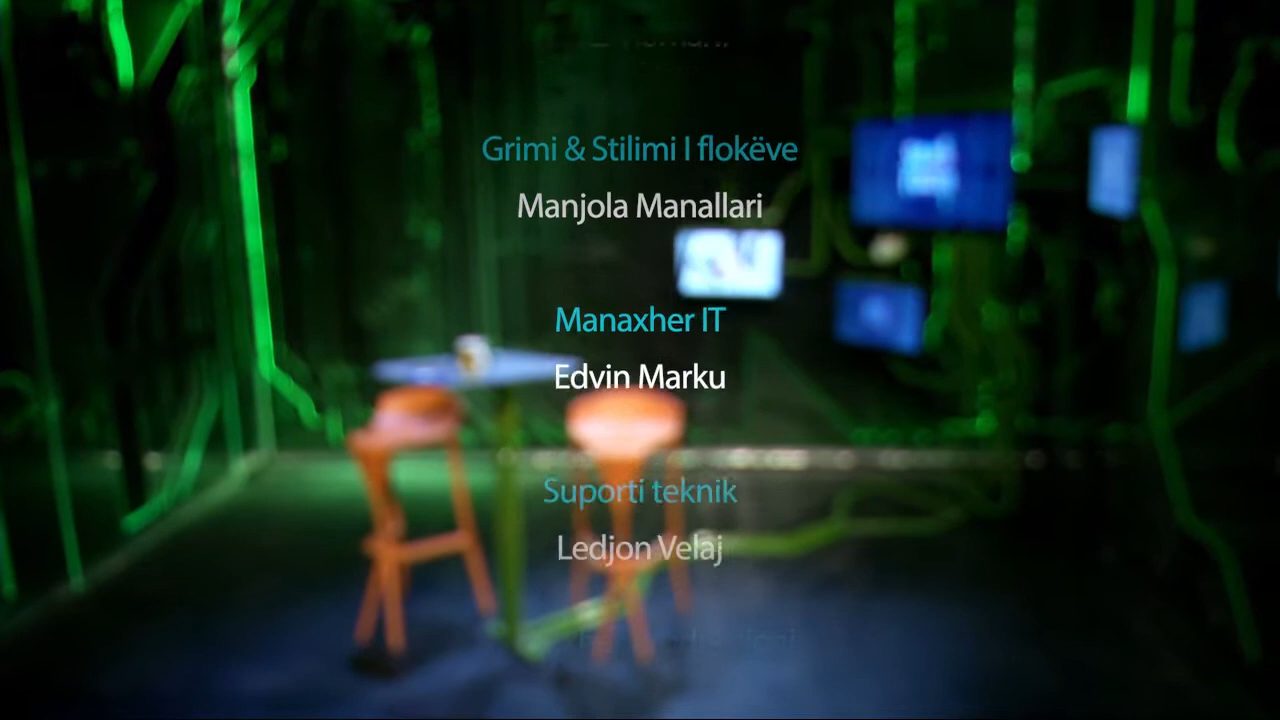 Grimi & Stilimi I flokëve
Manjola Manallari
Manaxher IT
Edvin Marku
Suporti teknik
Ledjon Velaj